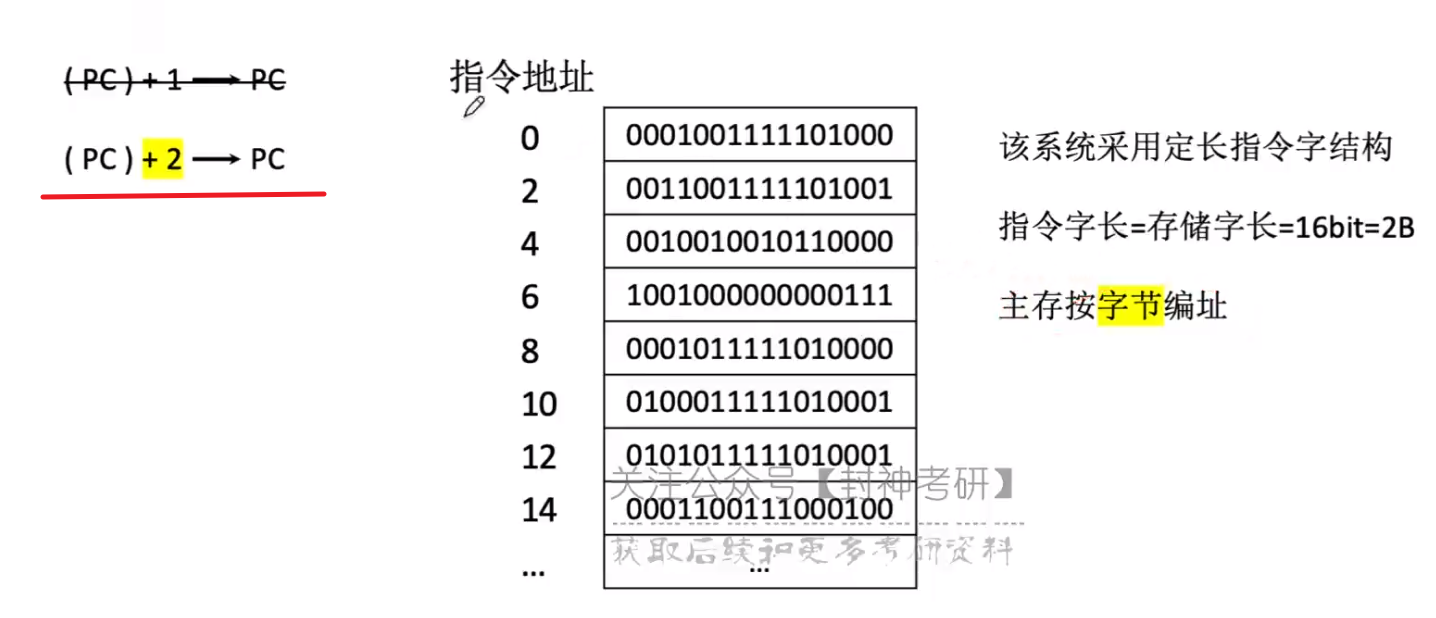 ( PC ) + 1 → PC
( PC ) + 2 → PC
指令地址
0 0001001111101000
2 0011001111101001
4 0010010010110000
6 1001000000000111
8 0001011111010000
10 0100011111010001
12 0101011111010001
14 0001100111000100
... ...
该系统采用定长指令字结构
指令字长=存储字长=16bit=2B
主存按字节编址
关注公众号【封神考研】
获取后续和更多考研资料